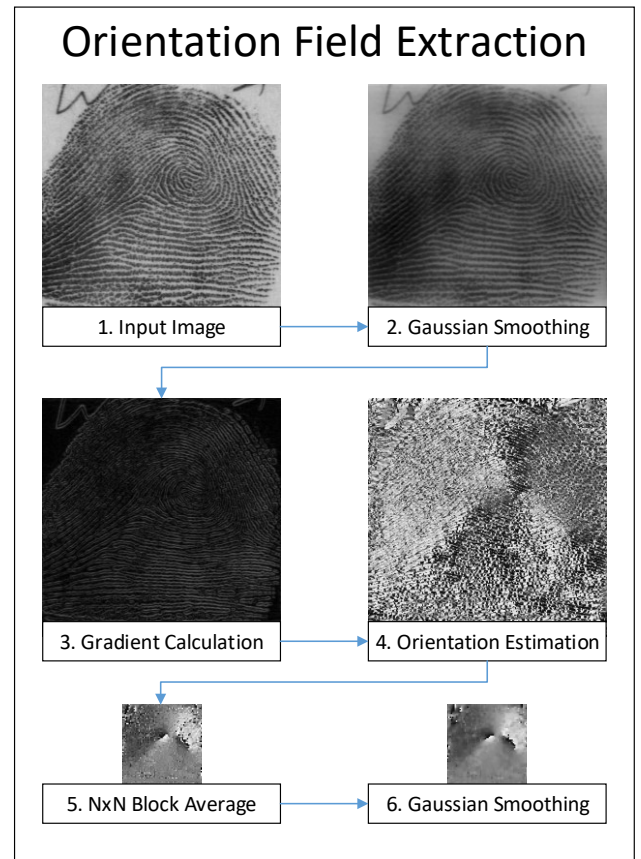 Orientation Field Extraction
1. Input Image
2. Gaussian Smoothing
3. Gradient Calculation
4. Orientation Estimation
5. NxN Block Average
6. Gaussian Smoothing